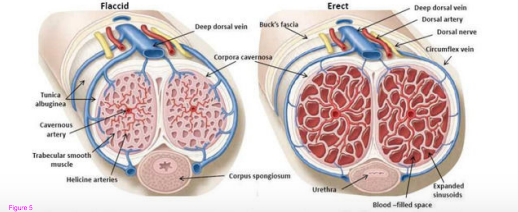 Flaccid
Deep dorsal vein
Corpora cavernosa
Tunica
albuginea
Cavernous
artery
Trabecular smooth
muscle
Helicine arteries
Corpus spongiosum
Erect
Buck's fascia
Deep dorsal vein
Dorsal artery
Dorsal nerve
Circumflex vein
Urethra
Expanded
sinusoids
Blood -filled space
Figure 5